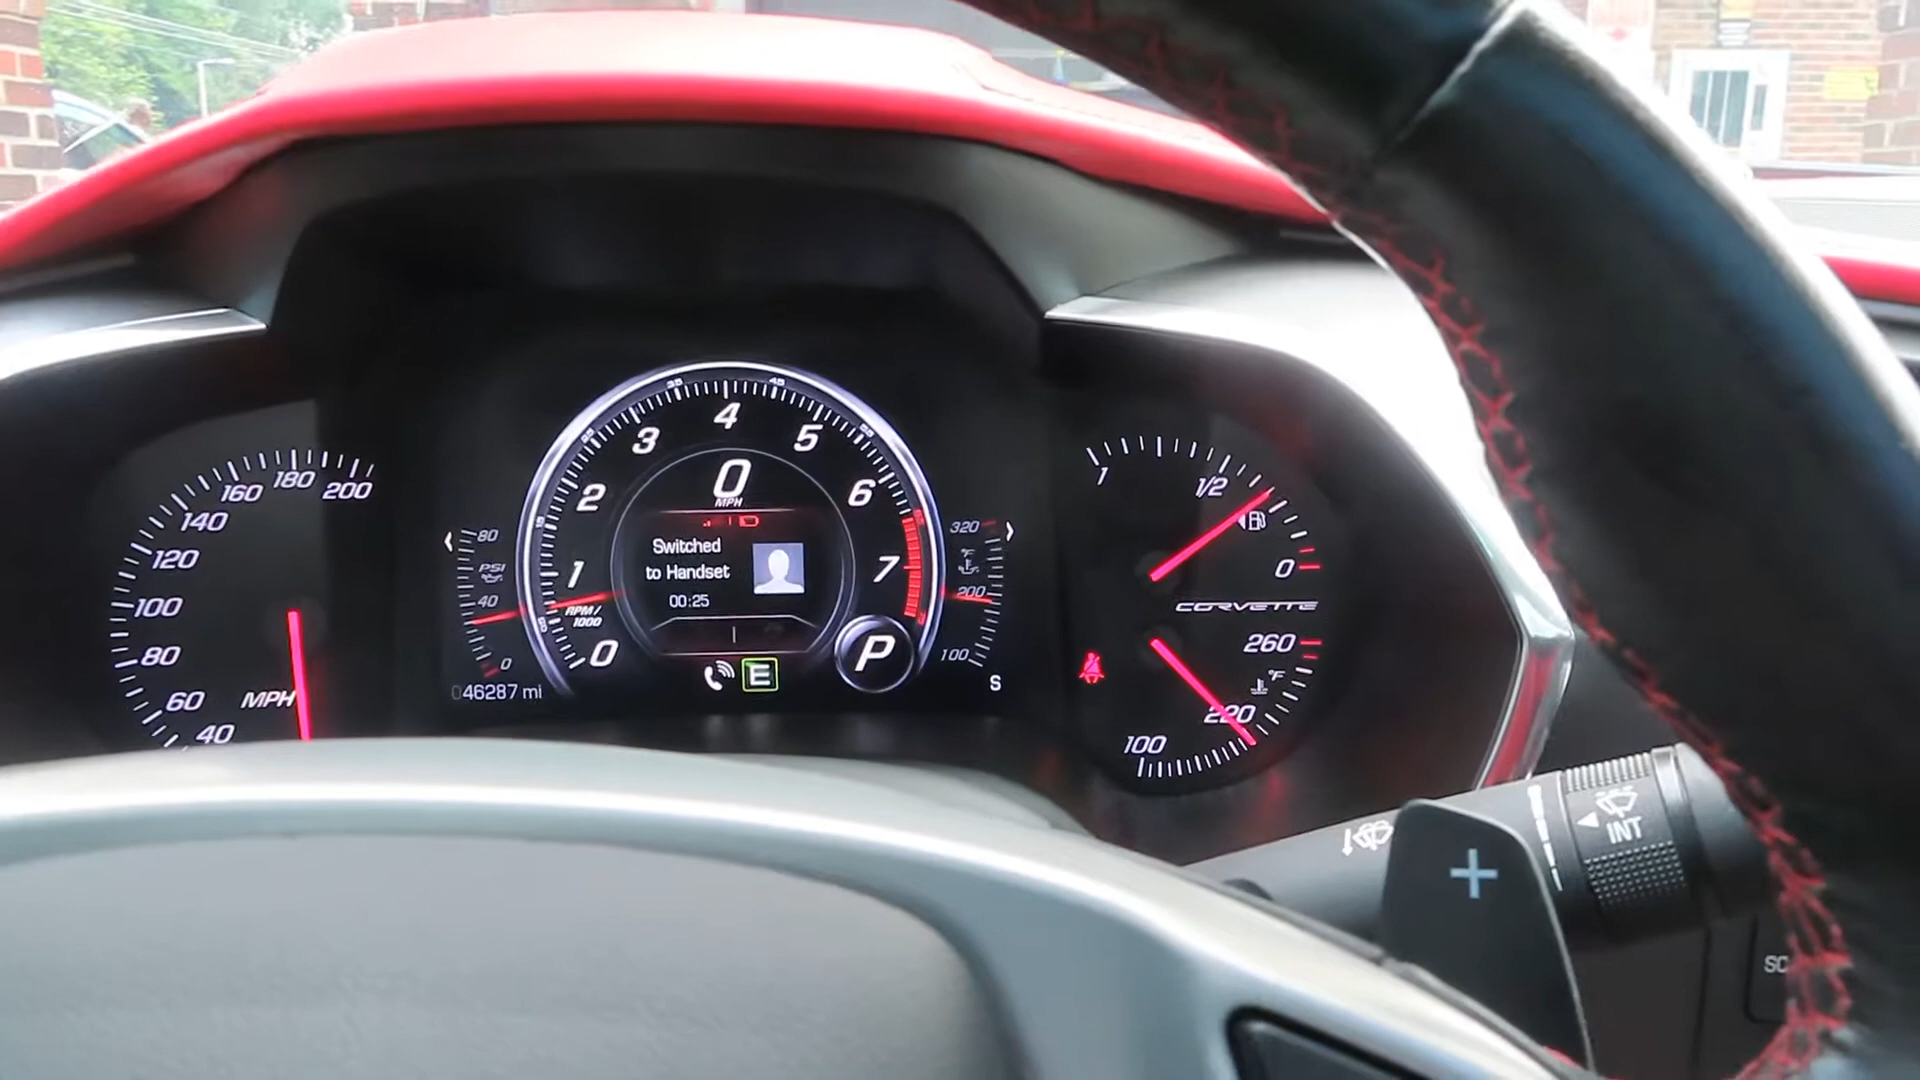 40
60
80
100
120
140
160
180
200
MPH
80
PSI
40
0
046287 mi
0
1
2
3
4
5
6
7
RPM/
1000
0
MPH
Switched
to Handset
00:25
E
P
320
°F
200
100
S
1
1/2
0
CORVETTE
260
°F
220
100
INT
+
SC